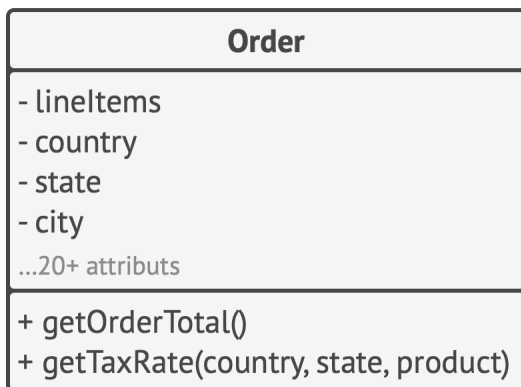 Order
- lineItems
- country
- state
- city
...20+ attributs
+ getOrderTotal()
+ getTaxRate(country, state, product)